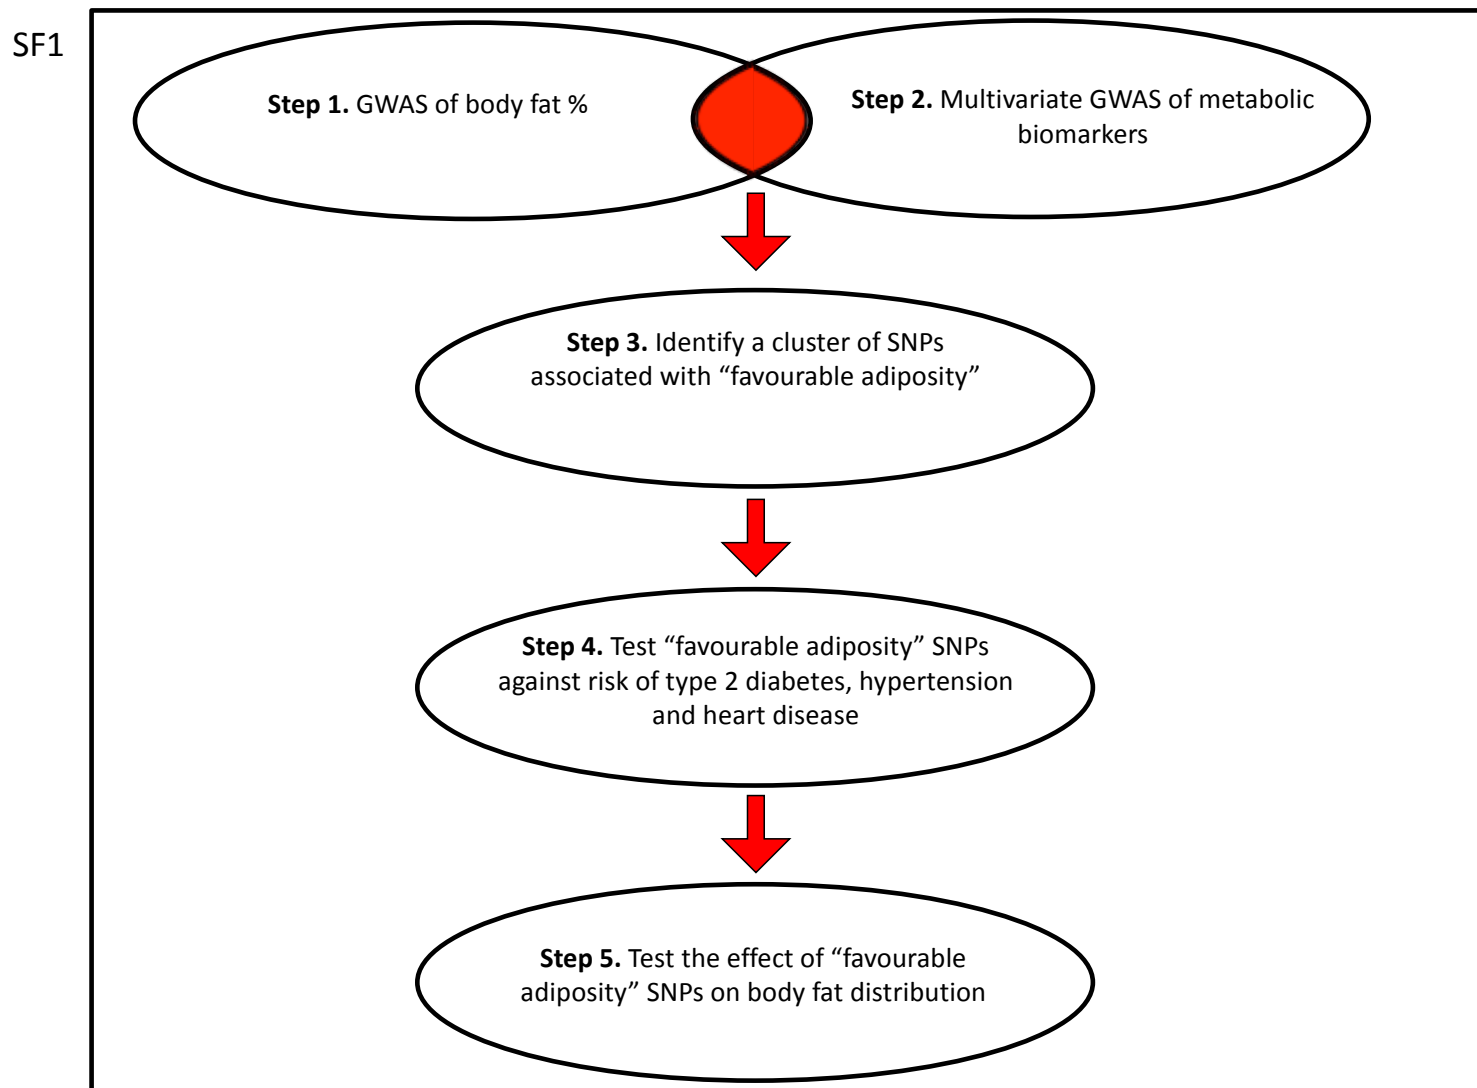 SF1
Step 1. GWAS of body fat %
Step 2. Multivariate GWAS of metabolic
biomarkers
Step 3. Identify a cluster of SNPs
associated with “favourable adiposity”
Step 4. Test “favourable adiposity” SNPs
against risk of type 2 diabetes, hypertension
and heart disease
Step 5. Test the effect of “favourable
adiposity” SNPs on body fat distribution